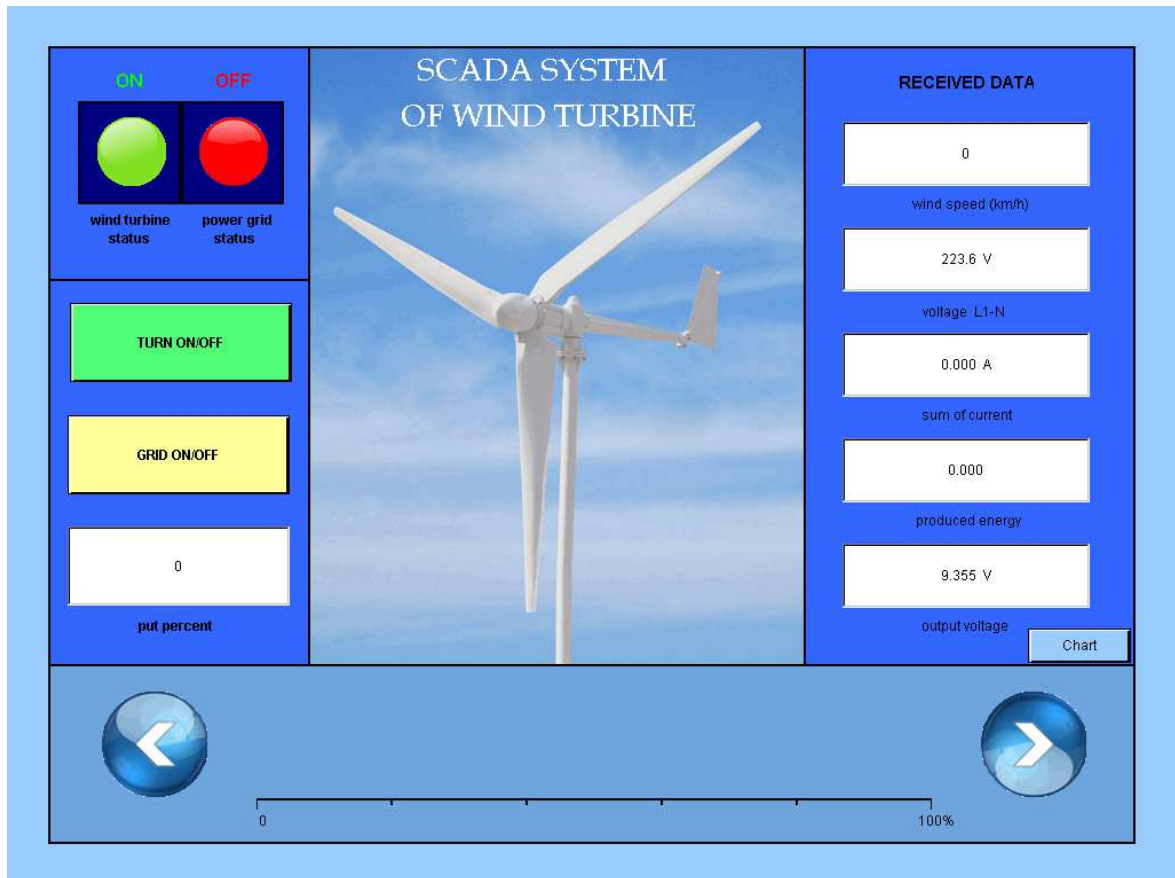 SCADA SYSTEM
OF WIND TURBINE
ON
OFF
wind turbine
status
power grid
status
TURN ON/OFF
GRID ON/OFF
0
put percent
RECEIVED DATA
0
wind speed (km/h)
223.6 V
voltage L1-N
0.000 A
sum of current
0.000
produced energy
9.355 V
output voltage
Chart
0
100%